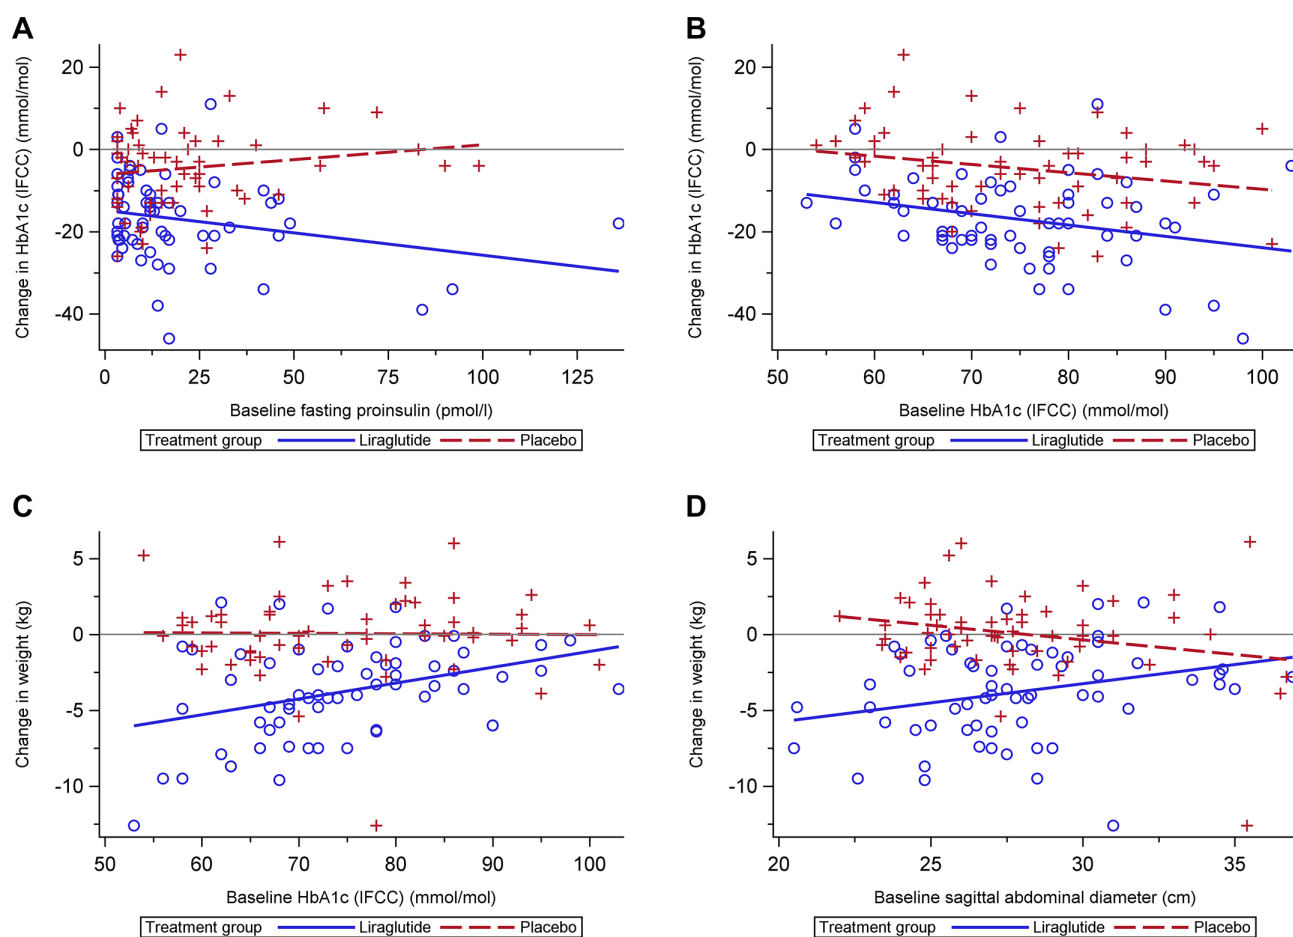 A
Change in HbA1c (IFCC) (mmol/mol)
20
0
-20
-40
0 25 50 75 100 125
Baseline fasting proinsulin (pmol/l)
Treatment group Liraglutide Placebo
B
Change in HbA1c (IFCC) (mmol/mol)
20
0
-20
-40
50 60 70 80 90 100
Baseline HbA1c (IFCC) (mmol/mol)
Treatment group Liraglutide Placebo
C
Change in weight (kg)
5
0
-5
-10
50 60 70 80 90 100
Baseline HbA1c (IFCC) (mmol/mol)
Treatment group Liraglutide Placebo
D
Change in weight (kg)
5
0
-5
-10
20 25 30 35
Baseline sagittal abdominal diameter (cm)
Treatment group Liraglutide Placebo